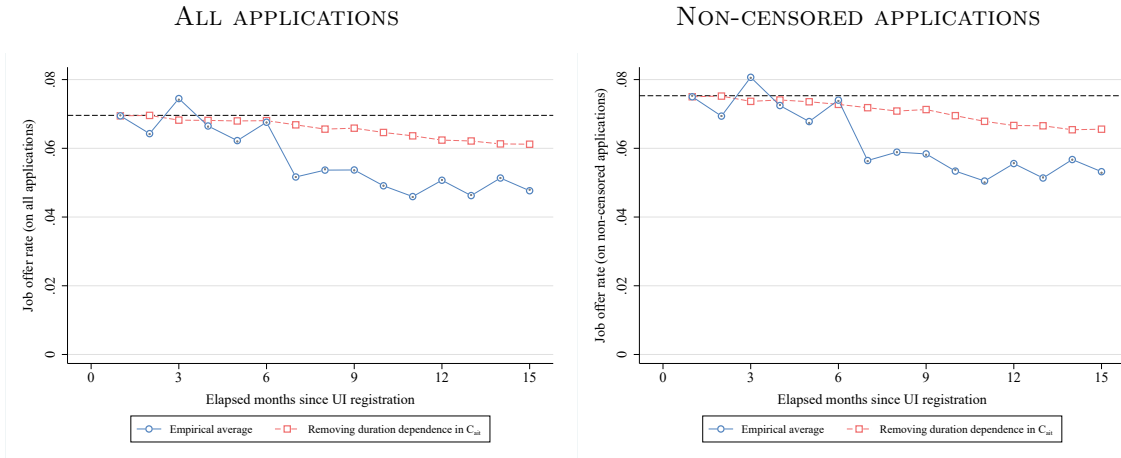 ALL APPLICATIONS
Job offer rate (on all applications)
.08
.06
.04
.02
0
0 3 6 9 12 15
Elapsed months since UI registration
Empirical average Removing duration dependence in Cait
NON-CENSORED APPLICATIONS
Job offer rate (on non-censored applications)
.08
.06
.04
.02
0
0 3 6 9 12 15
Elapsed months since UI registration
Empirical average Removing duration dependence in Cait